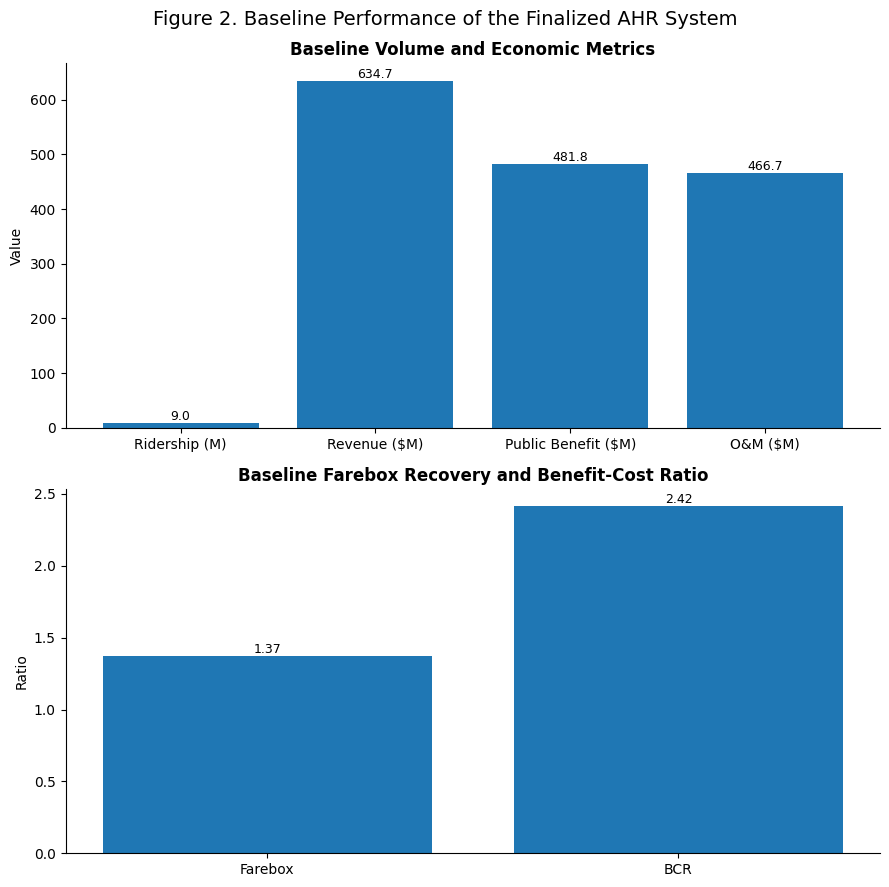 Figure 2. Baseline Performance of the Finalized AHR System
Baseline Volume and Economic Metrics
Value
600
500
400
300
200
100
0
9.0
634.7
481.8
466.7
Ridership (M)
Revenue ($M)
Public Benefit ($M)
O&M ($M)
Baseline Farebox Recovery and Benefit-Cost Ratio
Ratio
2.5
2.0
1.5
1.0
0.5
0.0
1.37
2.42
Farebox
BCR